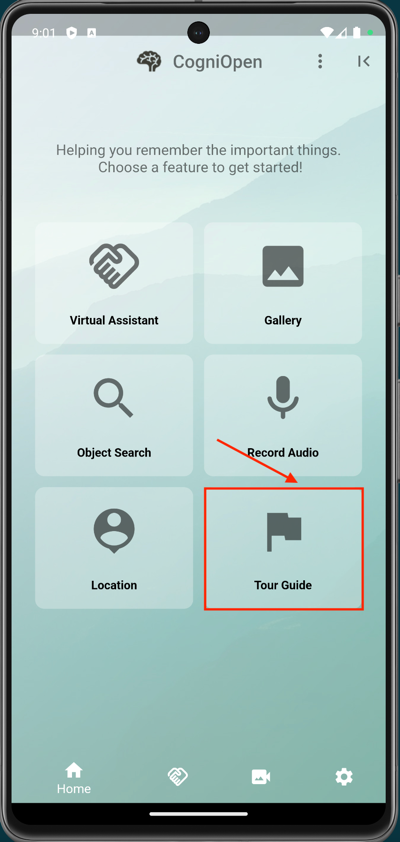 9:01
CogniOpen
Helping you remember the important things.
Choose a feature to get started!
Virtual Assistant
Gallery
Object Search
Record Audio
Location
Tour Guide
Home